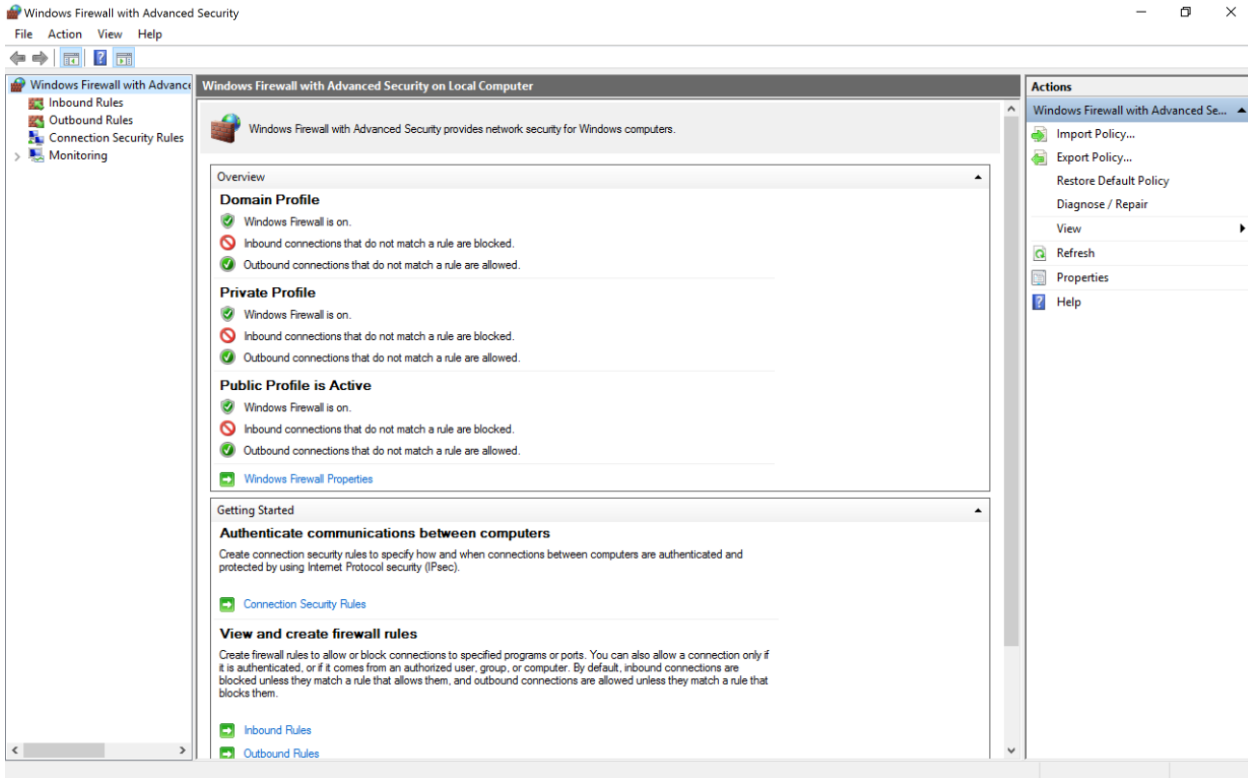 Windows Firewall with Advanced Security
File Action View Help
Windows Firewall with Advance
Inbound Rules
Outbound Rules
Connection Security Rules
Monitoring
Windows Firewall with Advanced Security on Local Computer
Windows Firewall with Advanced Security provides network security for Windows computers.
Overview
Domain Profile
Windows Firewall is on.
Inbound connections that do not match a rule are blocked.
Outbound connections that do not match a rule are allowed.
Private Profile
Windows Firewall is on.
Inbound connections that do not match a rule are blocked.
Outbound connections that do not match a rule are allowed.
Public Profile is Active
Windows Firewall is on.
Inbound connections that do not match a rule are blocked.
Outbound connections that do not match a rule are allowed.
Windows Firewall Properties
Getting Started
Authenticate communications between computers
Create connection security rules to specify how and when connections between computers are authenticated and
protected by using Internet Protocol security (IPsec).
Connection Security Rules
View and create firewall rules
Create firewall rules to allow or block connections to specified programs or ports. You can also allow a connection only if
it is authenticated, or if it comes from an authorized user, group, or computer. By default, inbound connections are
blocked unless they match a rule that allows them, and outbound connections are allowed unless they match a rule that
blocks them.
Inbound Rules
Outbound Rules
Actions
Windows Firewall with Advanced Se...
Import Policy...
Export Policy...
Restore Default Policy
Diagnose / Repair
View
Refresh
Properties
Help